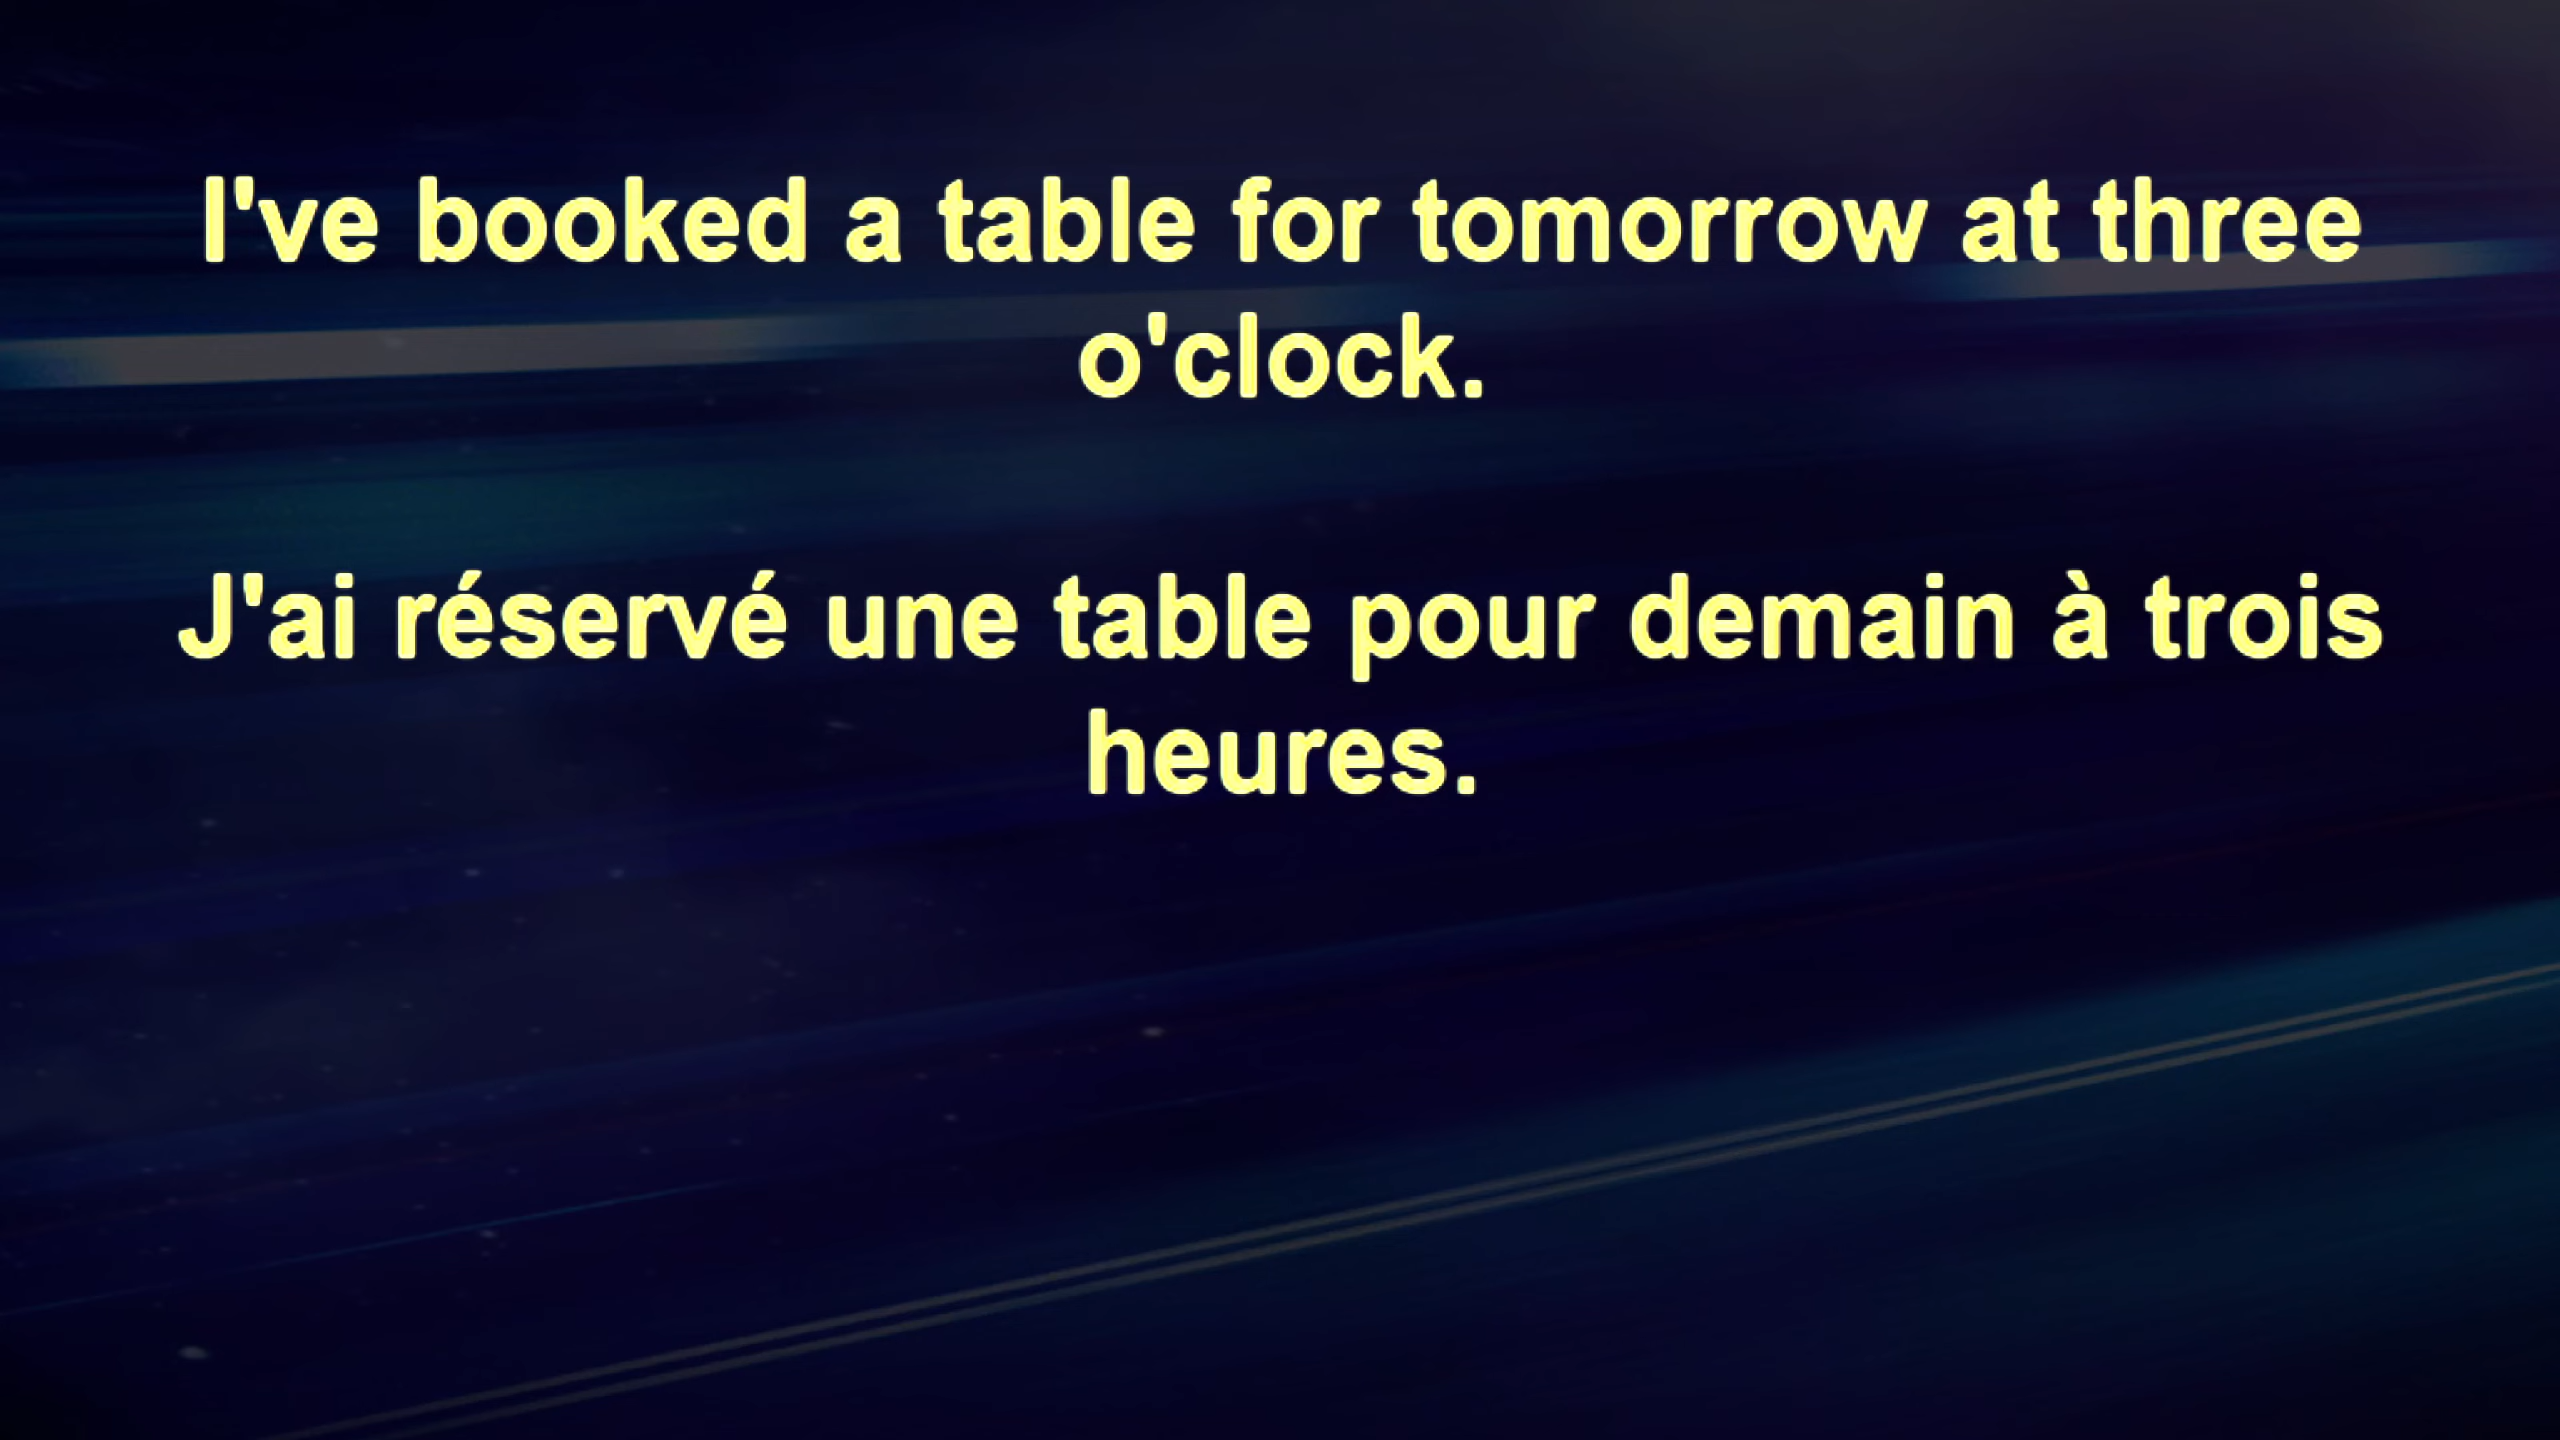 I've booked a table for tomorrow at three
o'clock.
J'ai réservé une table pour demain à trois
heures.